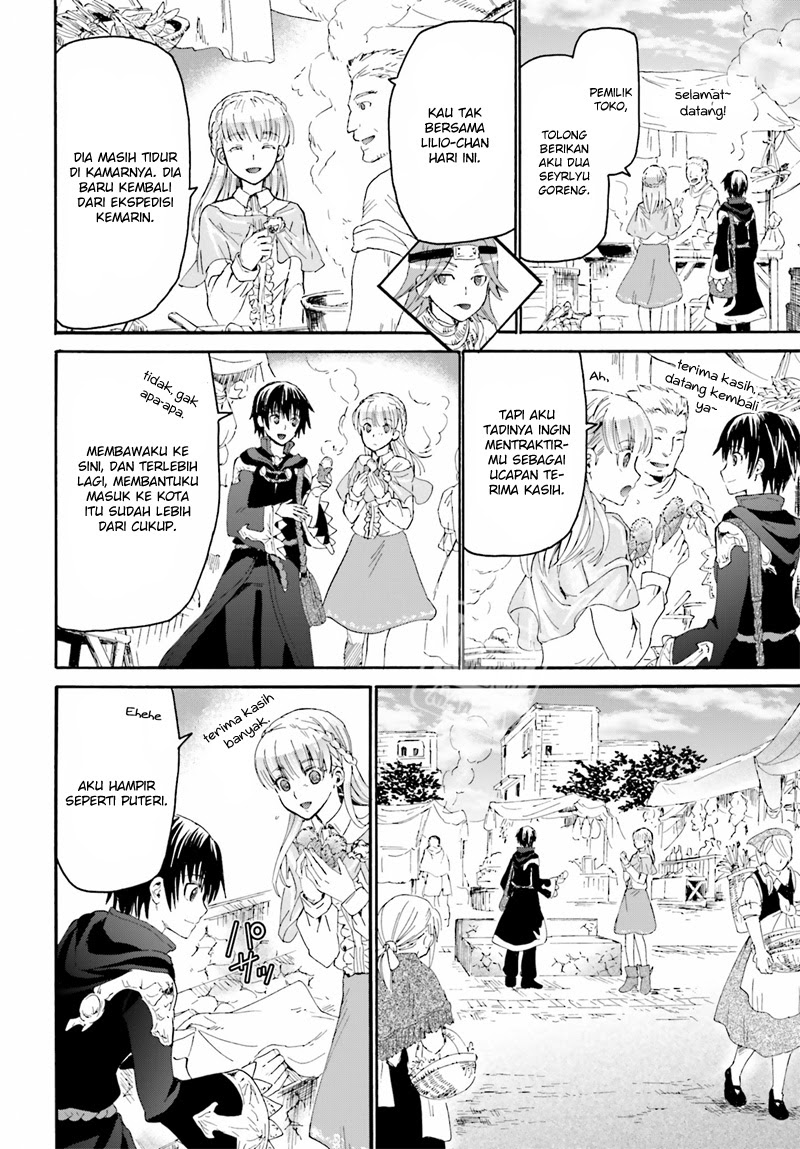 selamat~
datang!
PEMILIK
TOKO,
TOLONG
BERIKAN
AKU DUA
SEYRLYU
GORENG.
KAU TAK
BERSAMA
LILIO-CHAN
HARI INI.
DIA MASIH TIDUR
DI KAMARNYA. DIA
BARU KEMBALI
DARI EKSPEDISI
KEMARIN.
terima kasih,
datang kembali
ya~
Ah,
TAPI AKU
TADINYA INGIN
MENTRAKTIR-
MU SEBAGAI
UCAPAN TE-
RIMA KASIH.
tidak, gak
apa-apa.
MEMBAWAKU KE
SINI, DAN TERLEBIH
LAGI, MEMBANTUKU
MASUK KE KOTA
ITU SUDAH LEBIH
DARI CUKUP.
terima kasih
banyak.
Ehehe
AKU HAMPIR
SEPERTI PUTERI.
パサッ